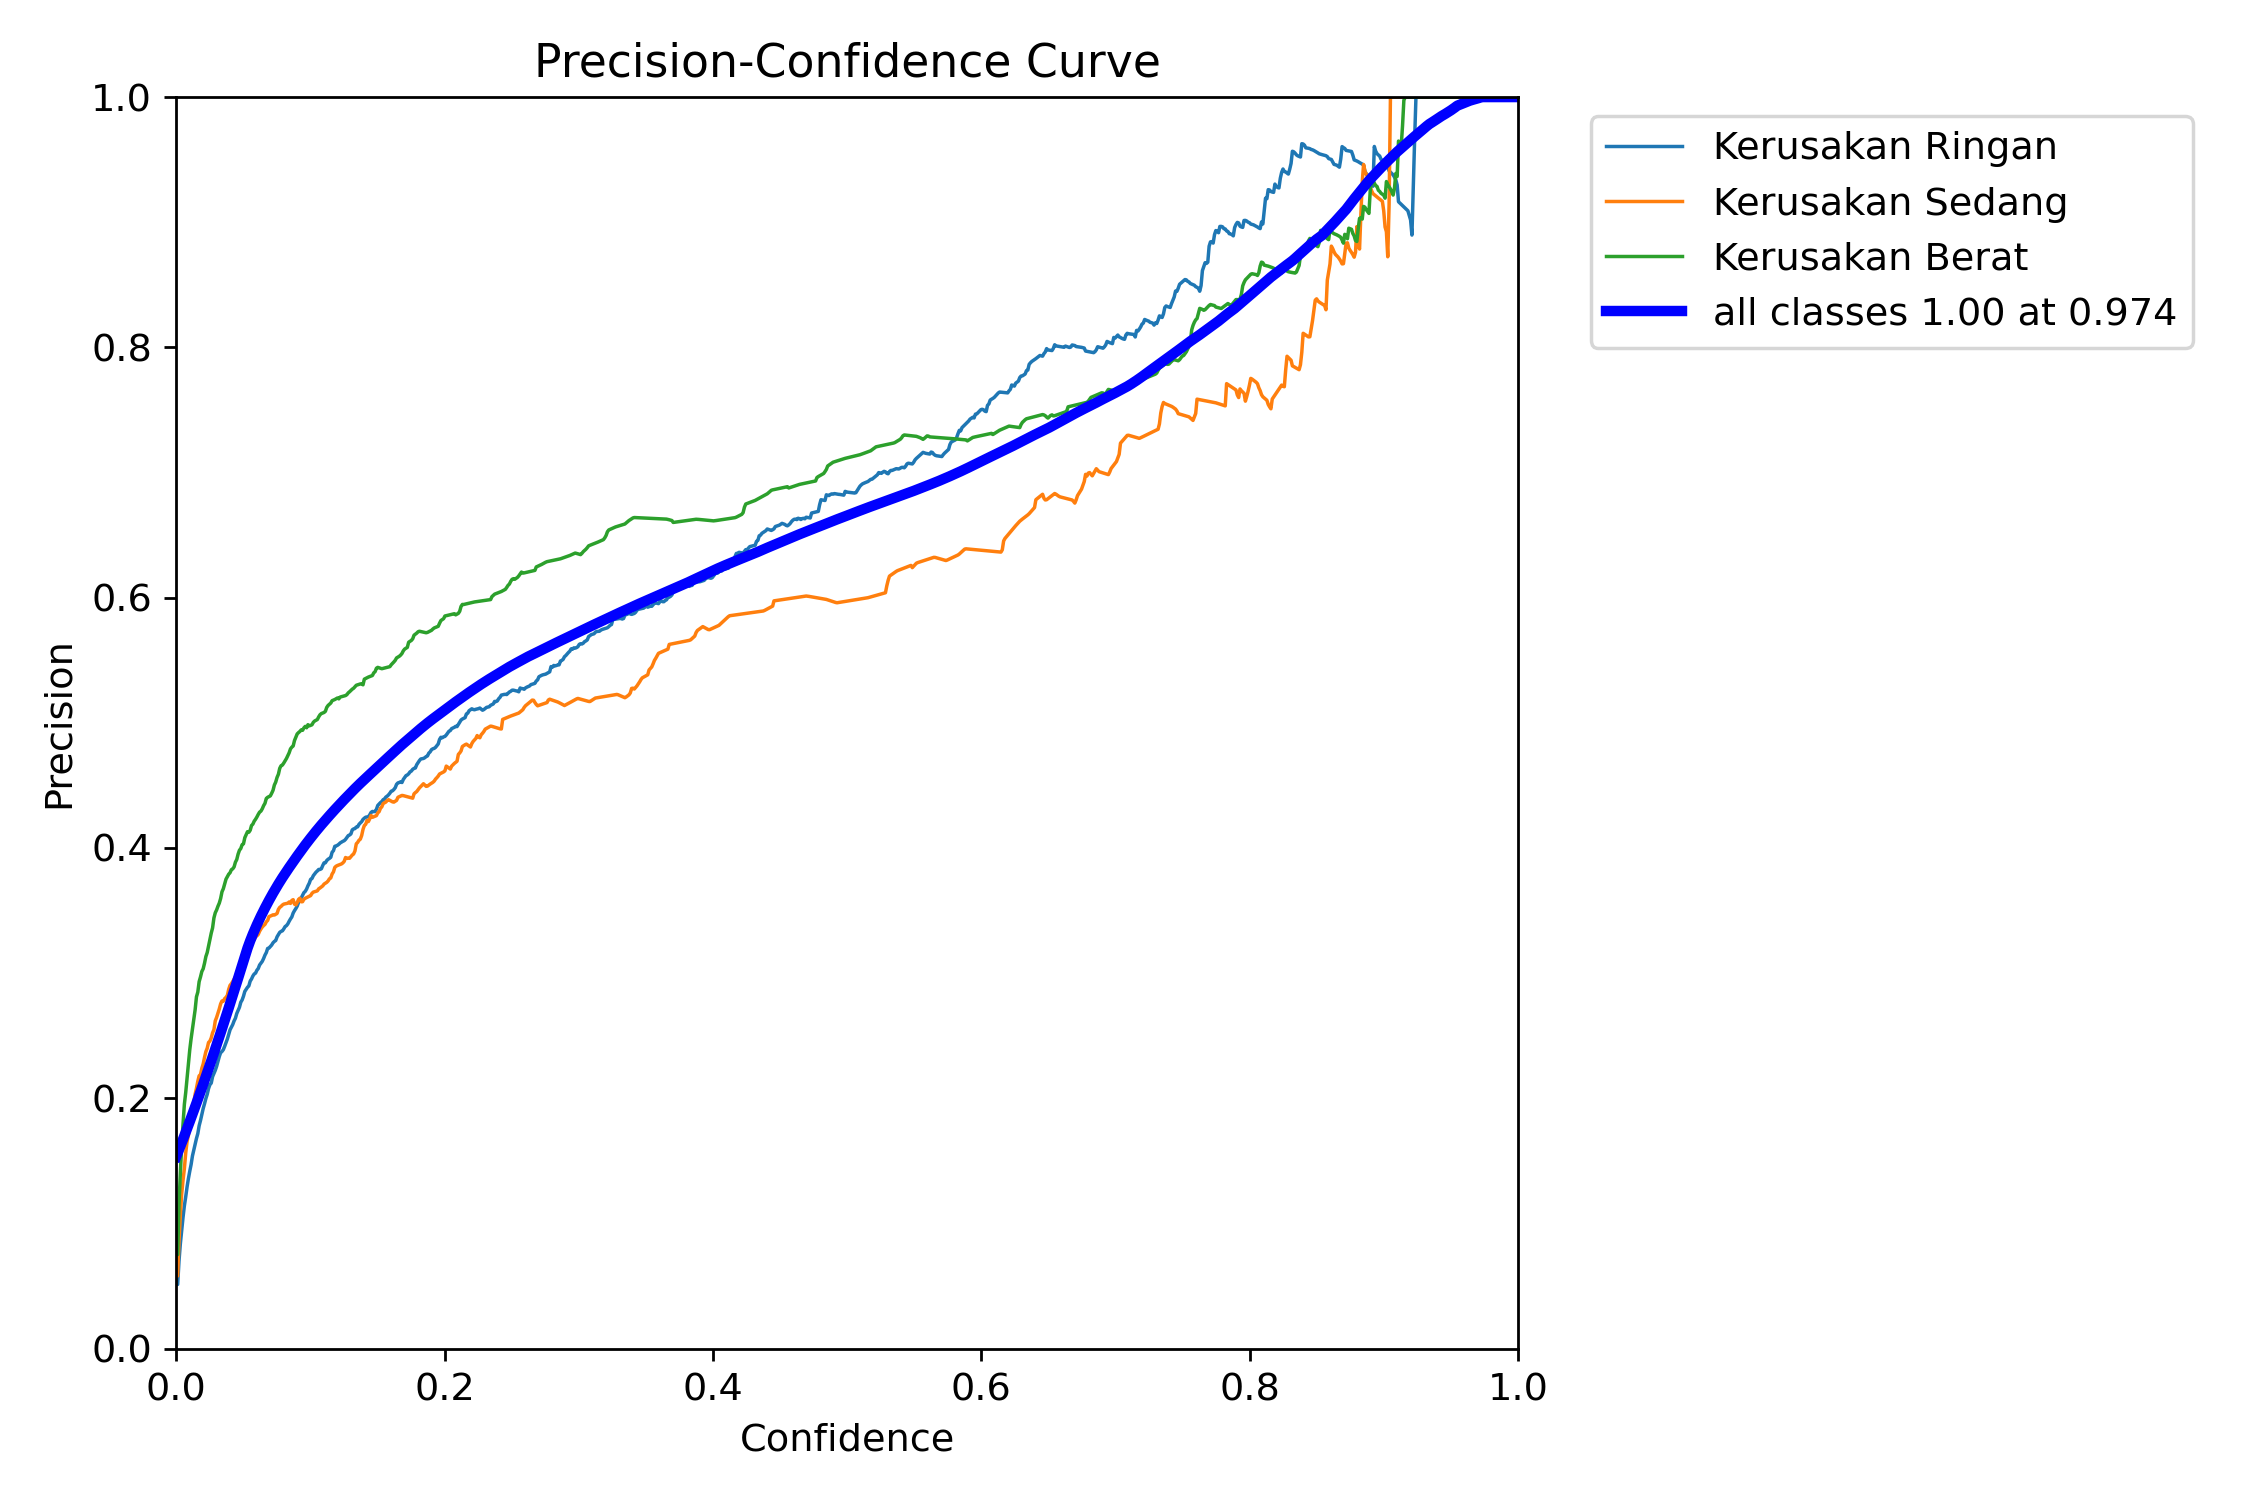 Precision-Confidence Curve
1.0
0.8
0.6
0.4
0.2
0.0
Precision
0.0 0.2 0.4 0.6 0.8 1.0
Confidence
Kerusakan Ringan
Kerusakan Sedang
Kerusakan Berat
all classes 1.00 at 0.974